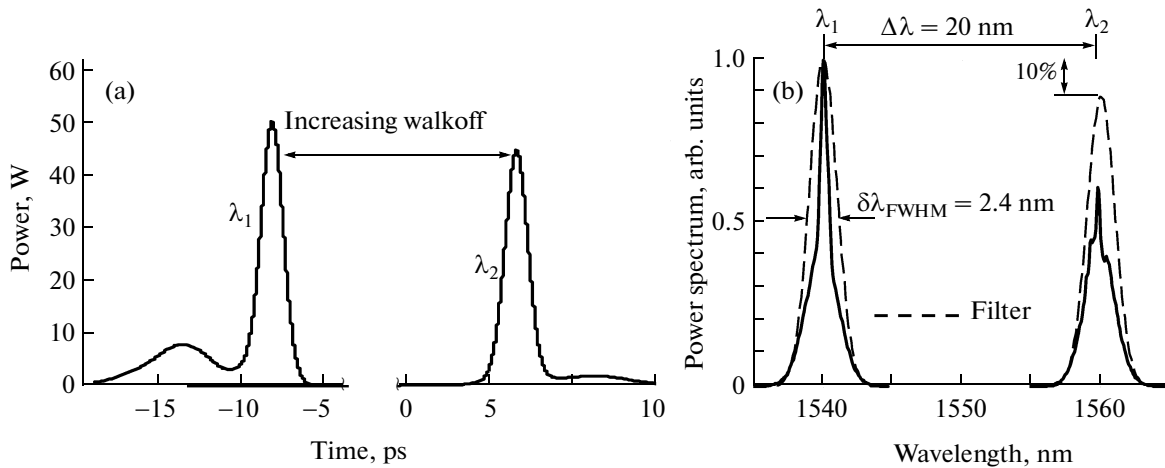 (a)
Power, W
60
50
40
30
20
10
0
Increasing walkoff
λ1
λ2
−15
−10
−5
0
5
10
Time, ps
λ1
Δλ = 20 nm
λ2
(b)
Power spectrum, arb. units
1.0
0.5
0
10%
δλFWHM = 2.4 nm
Filter
1540
1550
1560
Wavelength, nm